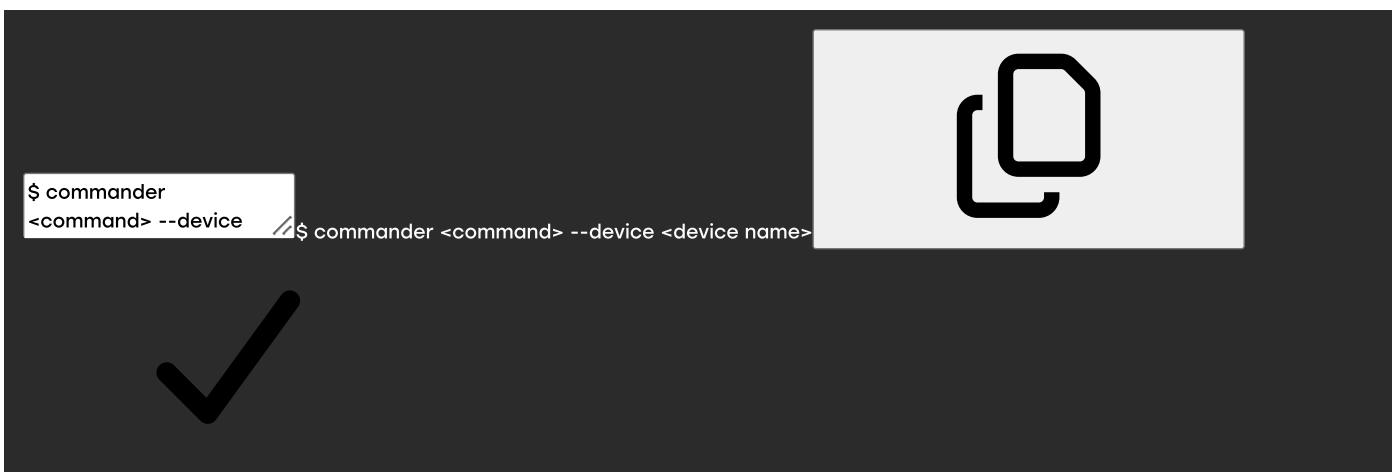 $ commander
<command> --device
$ commander <command> --device <device name>